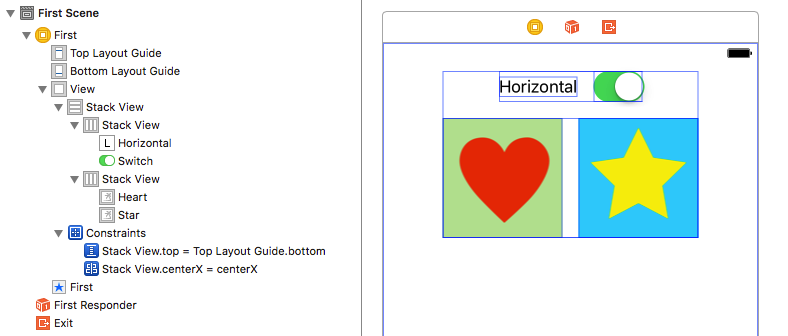 First Scene
First
Top Layout Guide
Bottom Layout Guide
View
Stack View
Stack View
L Horizontal
Switch
Stack View
Heart
Star
Constraints
Stack View.top = Top Layout Guide.bottom
Stack View.centerX = centerX
First
First Responder
Exit
Horizontal